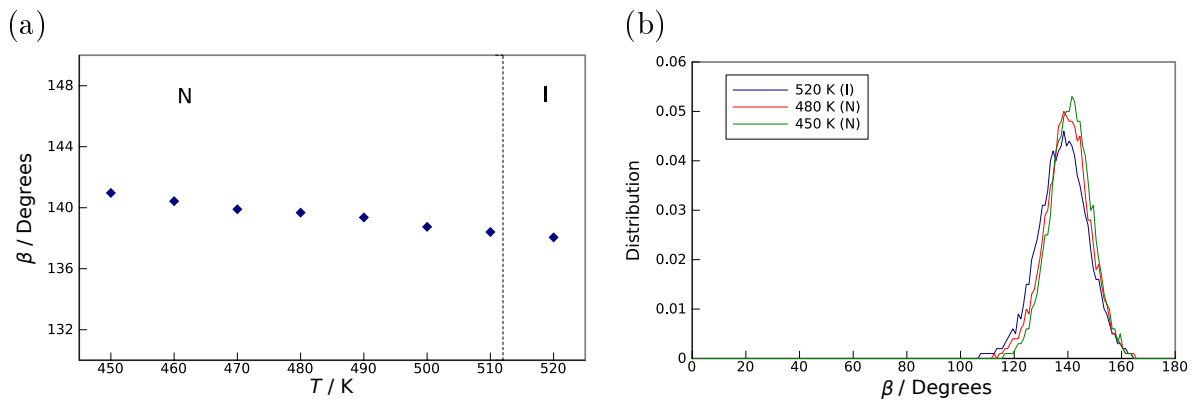 (a)
148
144
140
136
132
β / Degrees
N
I
450 460 470 480 490 500 510 520
T / K
(b)
0.06
0.05
0.04
0.03
0.02
0.01
0
Distribution
520 K (I)
480 K (N)
450 K (N)
0 20 40 60 80 100 120 140 160 180
β / Degrees